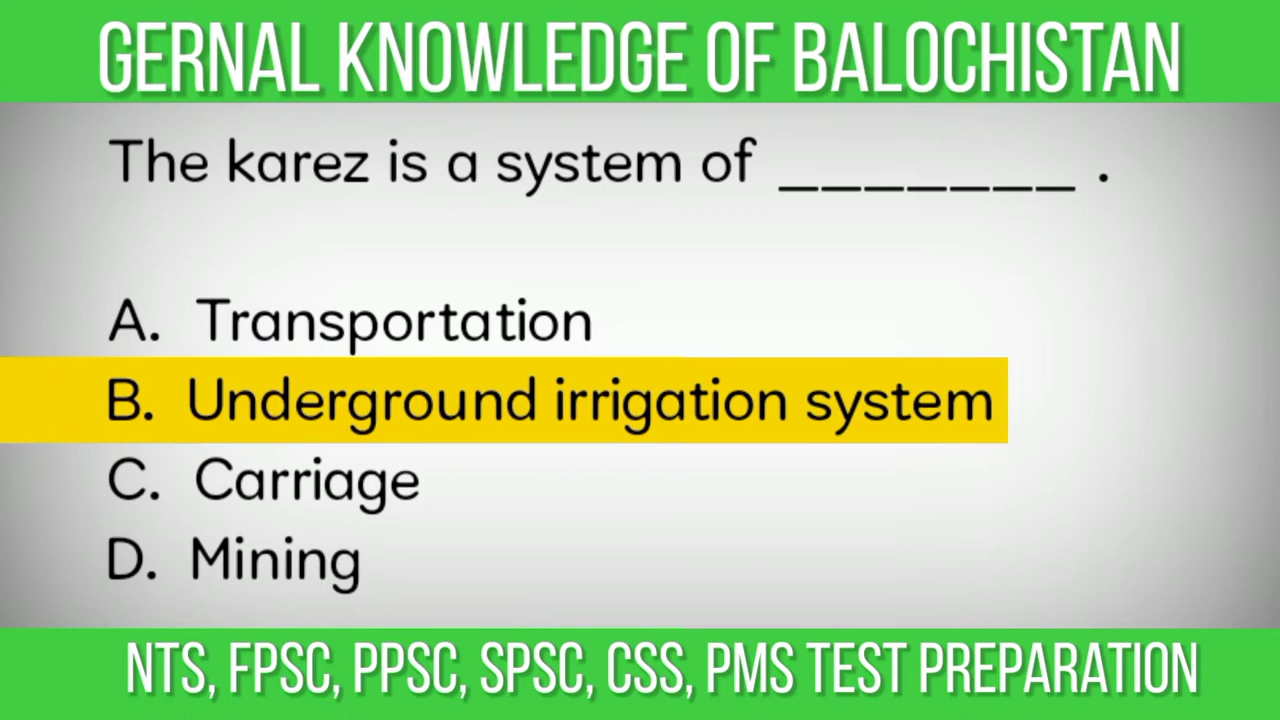 GERNAL KNOWLEDGE OF BALOCHISTAN
The karez is a system of _______ .
A. Transportation
B. Underground irrigation system
C. Carriage
D. Mining
NTS, FPSC, PPSC, SPSC, CSS, PMS TEST PREPARATION